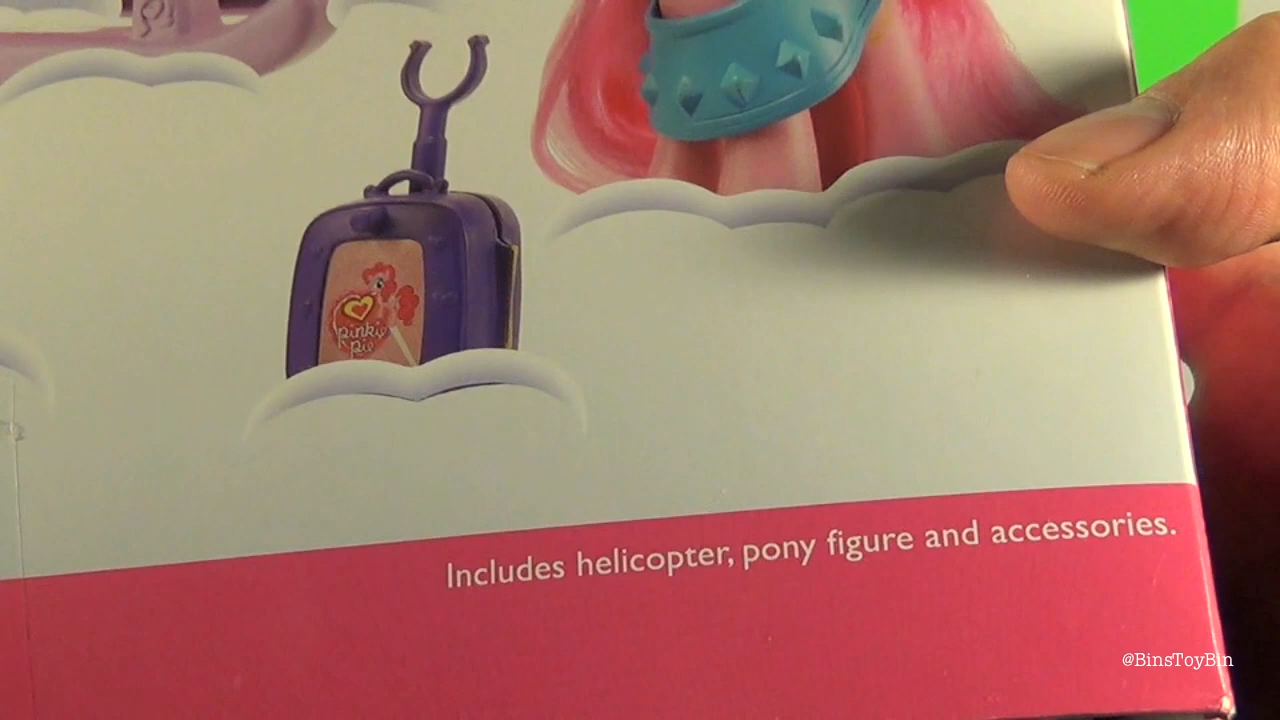 pinkie
pie
Includes helicopter, pony figure and accessories.
@BinsToyBin